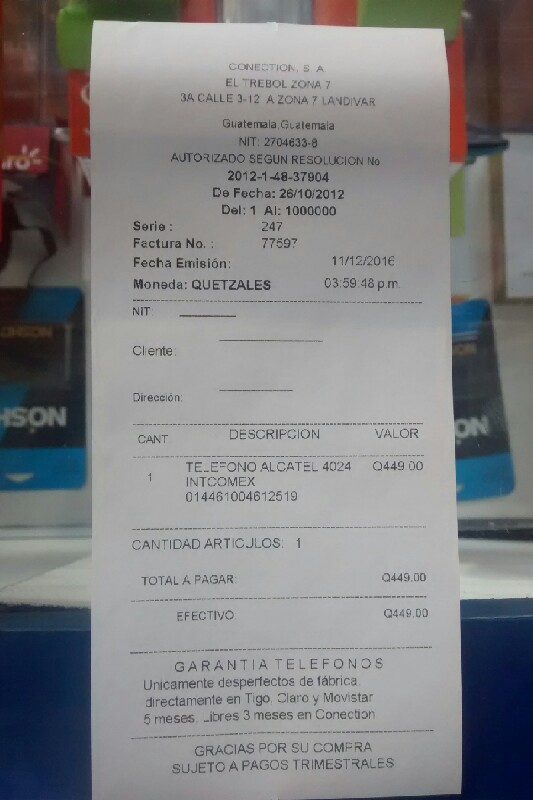 CONECTION, S. A.
EL TREBOL ZONA 7
3A CALLE 3-12 A ZONA 7 LANDIVAR
Guatemala,Guatemala
NIT: 2704633-8
AUTORIZADO SEGUN RESOLUCION No
2012-1-48-37904
De Fecha: 26/10/2012
Del: 1 Al: 1000000
Serie : 247
Factura No. : 77597
Fecha Emisión: 11/12/2016
Moneda: QUETZALES 03:59:48 p.m.
NIT:
Cliente:
Dirección:
CANT DESCRIPCION VALOR
1 TELEFONO ALCATEL 4024 Q449.00
INTCOMEX
014461004612519
CANTIDAD ARTICULOS: 1
TOTAL A PAGAR: Q449.00
EFECTIVO Q449.00
GARANTIA TELEFONOS
Unicamente desperfectos de fábrica,
directamente en Tigo, Claro y Movistar
5 meses. Libres 3 meses en Conection
GRACIAS POR SU COMPRA
SUJETO A PAGOS TRIMESTRALES